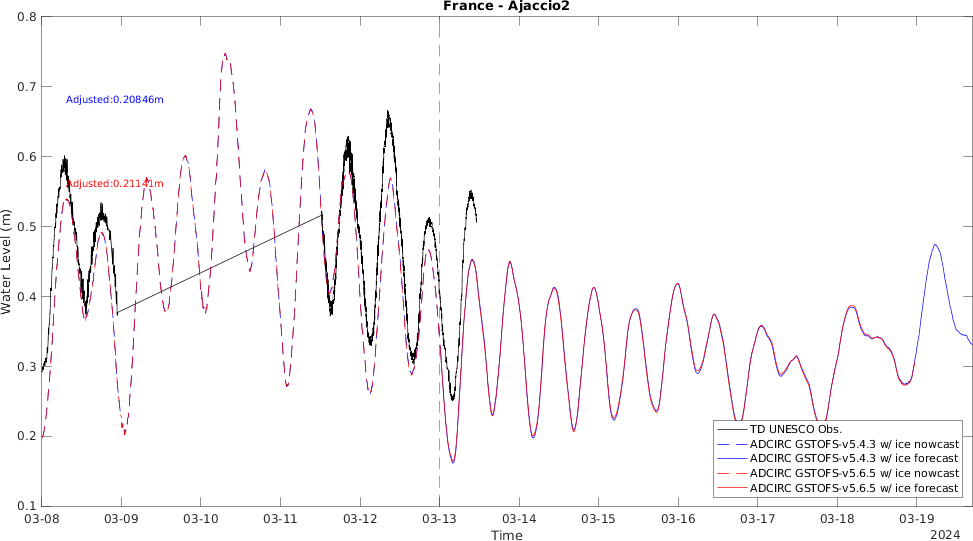 France - Ajaccio2
0.8
0.7
0.6
0.5
0.4
0.3
0.2
0.1
Water Level (m)
Adjusted:0.20846m
Adjusted:0.21141m
TD UNESCO Obs.
ADCIRC GSTOFS-v5.4.3 w/ ice nowcast
ADCIRC GSTOFS-v5.4.3 w/ ice forecast
ADCIRC GSTOFS-v5.6.5 w/ ice nowcast
ADCIRC GSTOFS-v5.6.5 w/ ice forecast
03-08 03-09 03-10 03-11 03-12 03-13 03-14 03-15 03-16 03-17 03-18 03-19
Time
2024